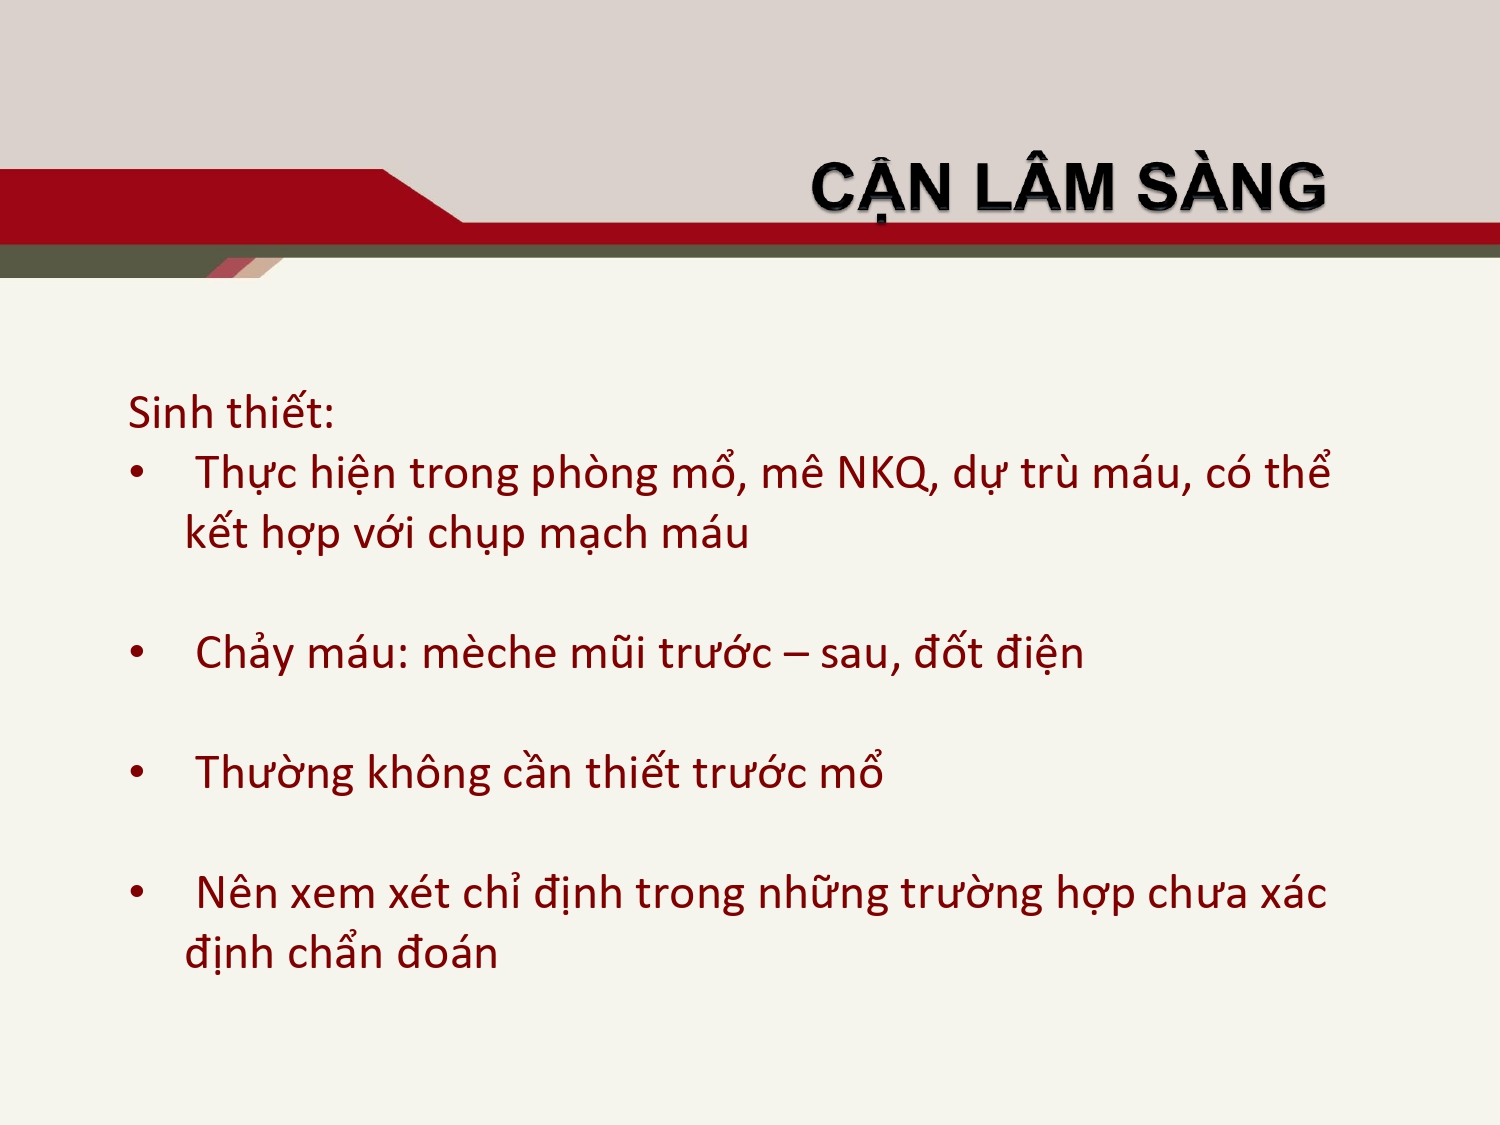 CẬN LÂM SÀNG
Sinh thiết:
• Thực hiện trong phòng mổ, mê NKQ, dự trù máu, có thể
kết hợp với chụp mạch máu
• Chảy máu: mèche mũi trước – sau, đốt điện
• Thường không cần thiết trước mổ
• Nên xem xét chỉ định trong những trường hợp chưa xác
định chẩn đoán